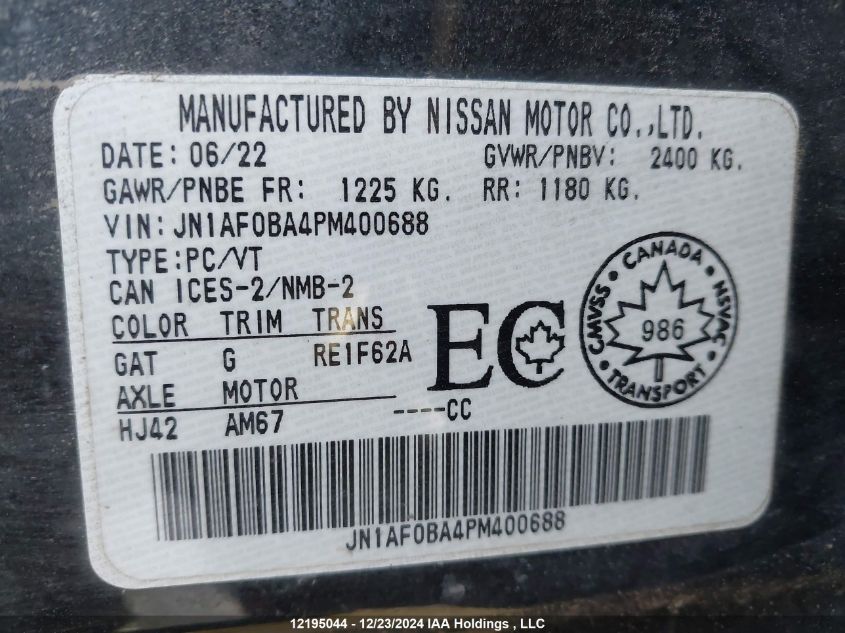 MANUFACTURED BY NISSAN MOTOR CO.,LTD.
DATE: 06/22 GVWR/PNBV: 2400 KG.
GAWR/PNBE FR: 1225 KG. RR: 1180 KG.
VIN: JN1AF0BA4PM400688
TYPE:PC/VT
CAN ICES-2/NMB-2
COLOR TRIM TRANS
GAT G RE1F62A
AXLE MOTOR
HJ42 AM67 ----CC
EC
CANADA
CMVSS 986 NSVAC
TRANSPORT
JN1AF0BA4PM400688
12195044 - 12/23/2024 IAA Holdings , LLC